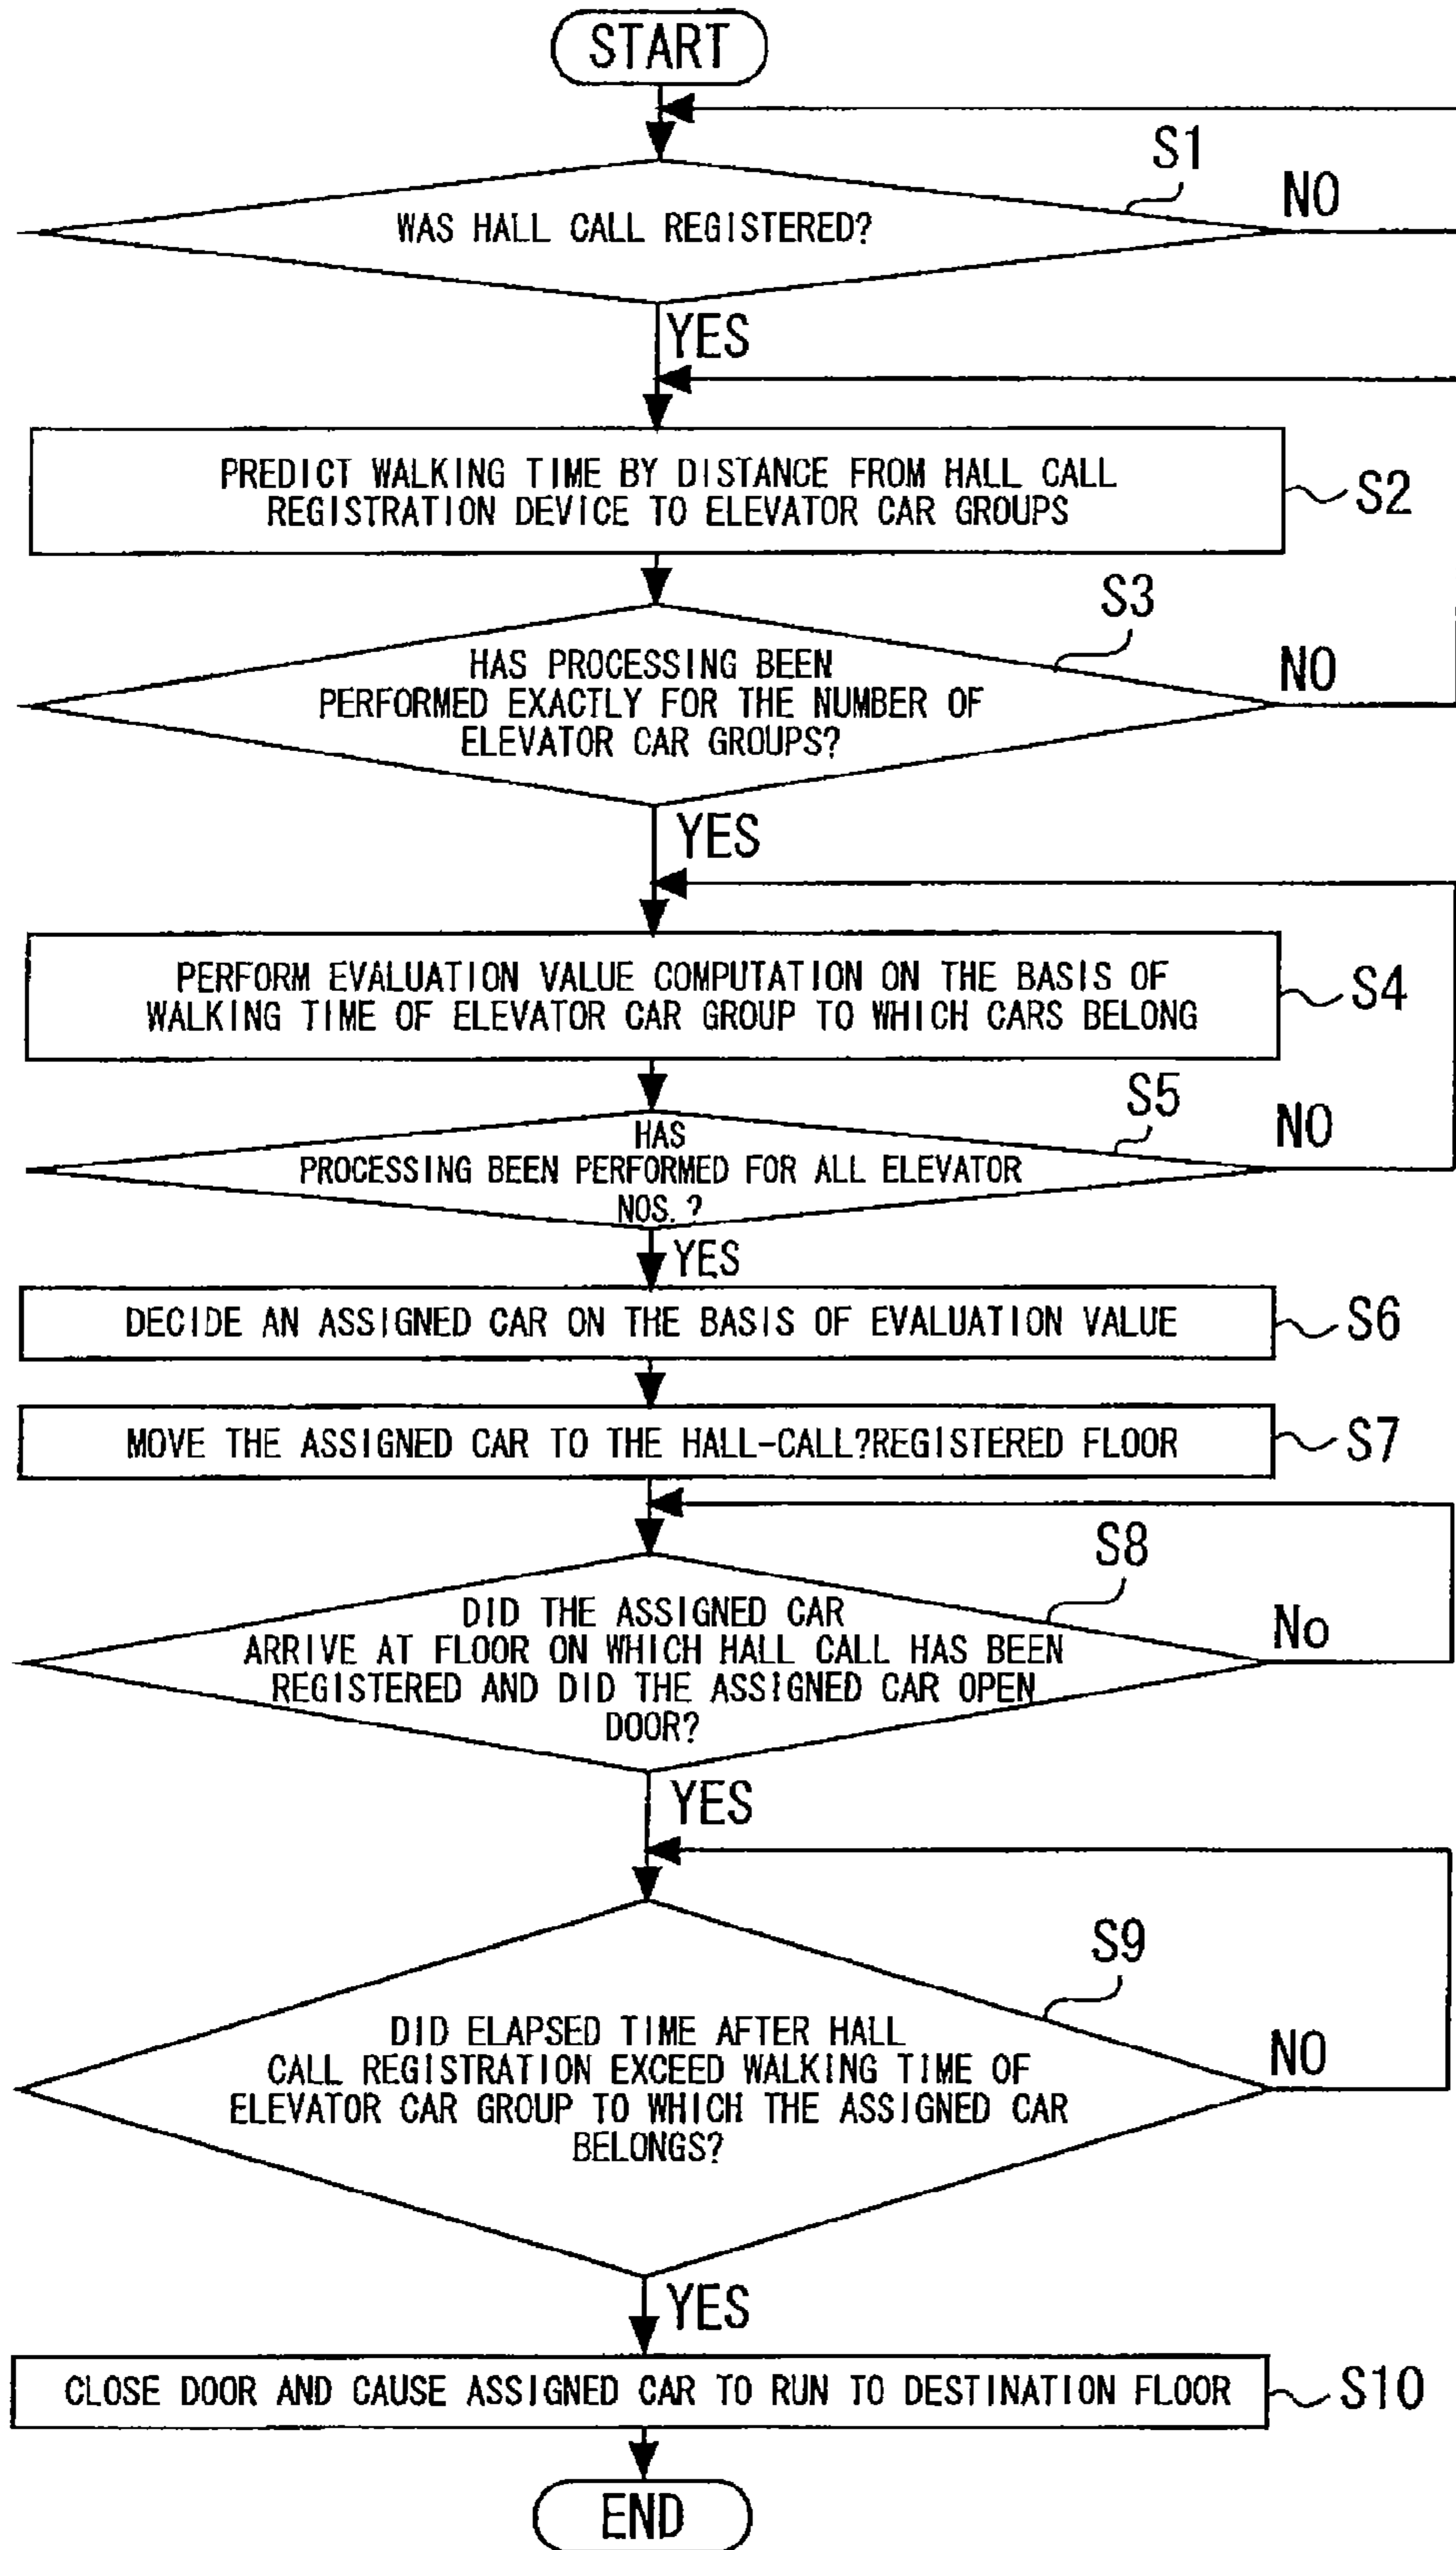 START
S1
WAS HALL CALL REGISTERED?
NO
YES
PREDICT WALKING TIME BY DISTANCE FROM HALL CALL
REGISTRATION DEVICE TO ELEVATOR CAR GROUPS
S2
S3
HAS PROCESSING BEEN
PERFORMED EXACTLY FOR THE NUMBER OF
ELEVATOR CAR GROUPS?
NO
YES
PERFORM EVALUATION VALUE COMPUTATION ON THE BASIS OF
WALKING TIME OF ELEVATOR CAR GROUP TO WHICH CARS BELONG
S4
S5
HAS
PROCESSING BEEN PERFORMED FOR ALL ELEVATOR
NOS.?
NO
YES
DECIDE AN ASSIGNED CAR ON THE BASIS OF EVALUATION VALUE
S6
MOVE THE ASSIGNED CAR TO THE HALL-CALL?REGISTERED FLOOR
S7
S8
DID THE ASSIGNED CAR
ARRIVE AT FLOOR ON WHICH HALL CALL HAS BEEN
REGISTERED AND DID THE ASSIGNED CAR OPEN
DOOR?
No
YES
S9
DID ELAPSED TIME AFTER HALL
CALL REGISTRATION EXCEED WALKING TIME OF
ELEVATOR CAR GROUP TO WHICH THE ASSIGNED CAR
BELONGS?
NO
YES
CLOSE DOOR AND CAUSE ASSIGNED CAR TO RUN TO DESTINATION FLOOR
S10
END